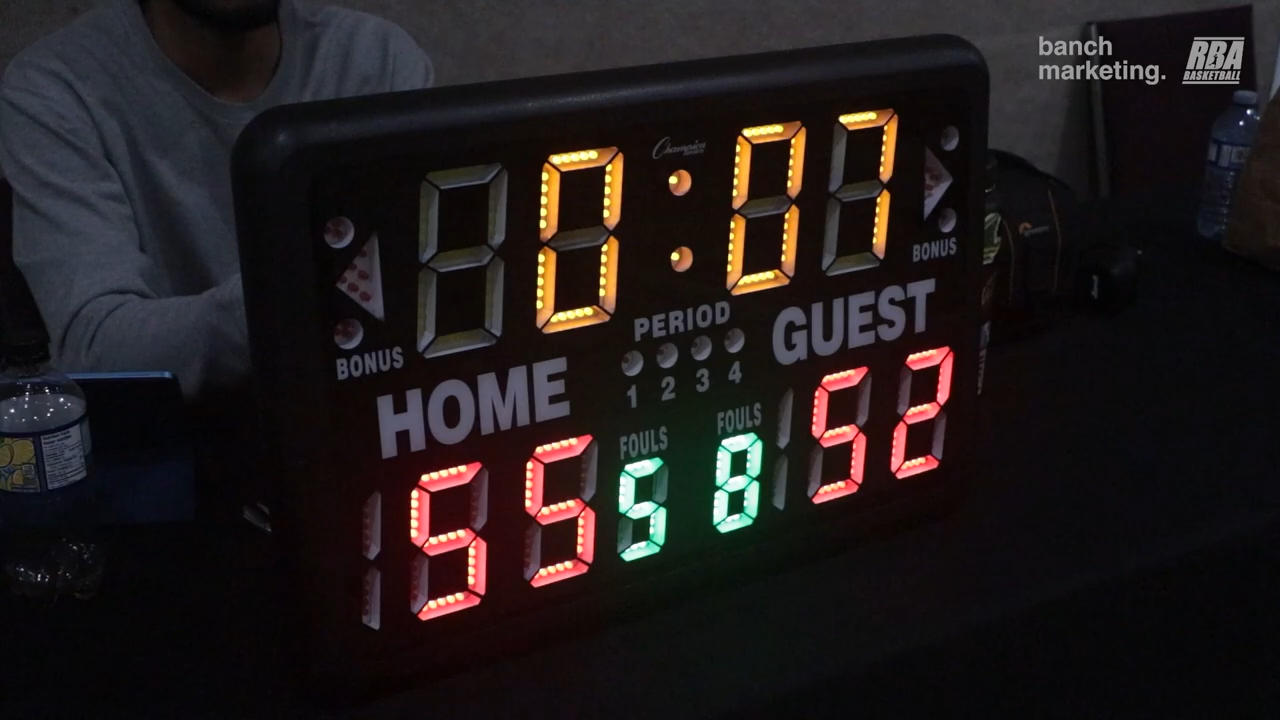 banch
marketing.
RBA
BASKETBALL
Champion
0:07
BONUS
BONUS
PERIOD
1 2 3 4
HOME
GUEST
FOULS
FOULS
55
5
8
52